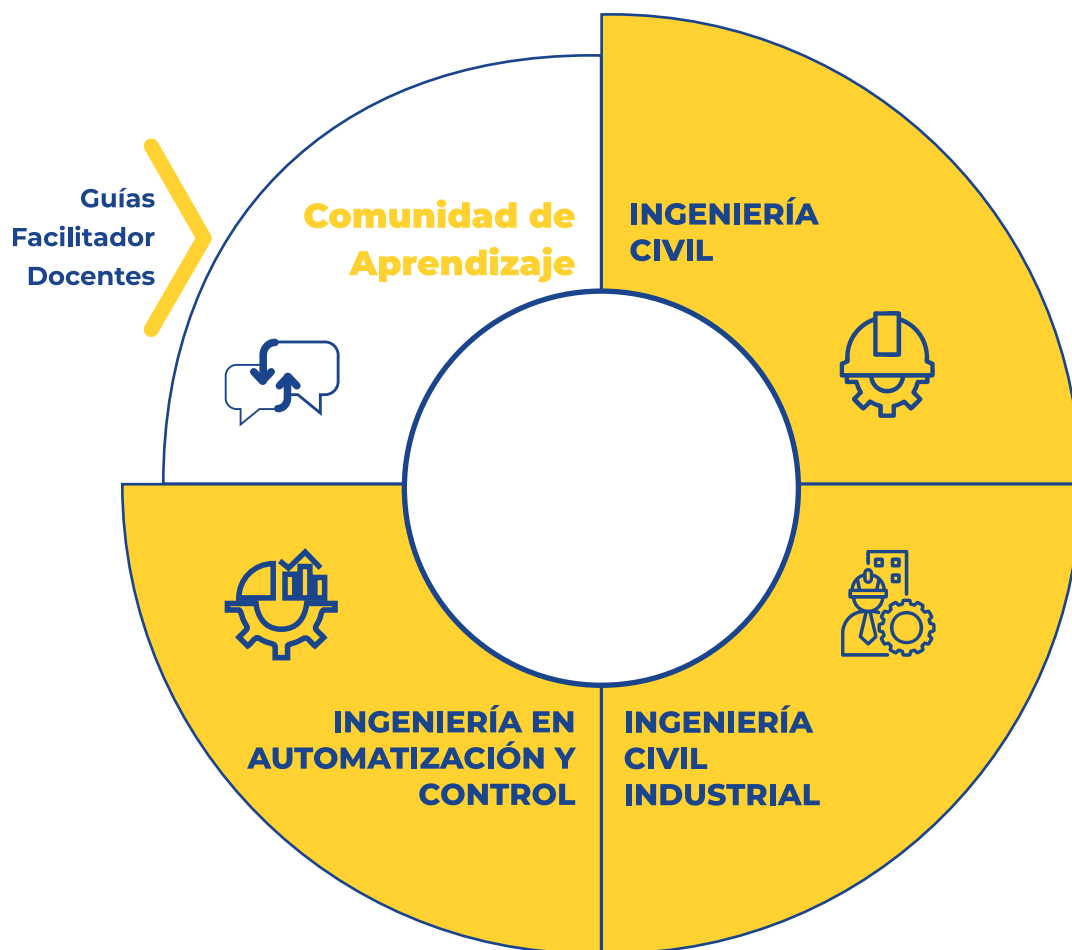 Guías
Facilitador
Docentes
Comunidad de
Aprendizaje
INGENIERÍA
CIVIL
INGENIERÍA EN
AUTOMATIZACIÓN Y
CONTROL
INGENIERÍA
CIVIL
INDUSTRIAL